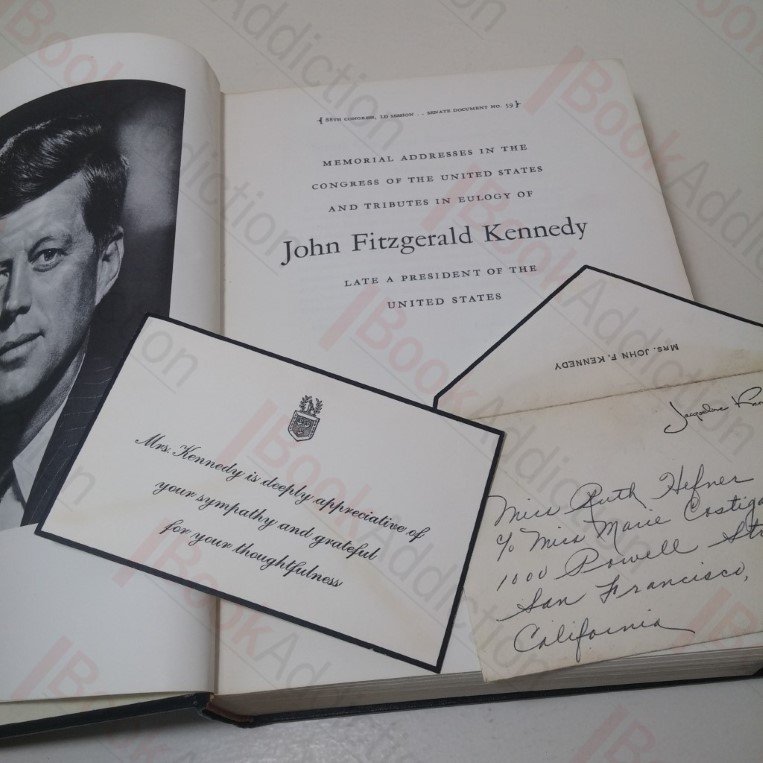 { 88TH CONGRESS, 1D SESSION . . SENATE DOCUMENT NO. 59 }
MEMORIAL ADDRESSES IN THE
CONGRESS OF THE UNITED STATES
AND TRIBUTES IN EULOGY OF
John Fitzgerald Kennedy
LATE A PRESIDENT OF THE
UNITED STATES
Mrs. Kennedy is deeply appreciative of
your sympathy and grateful
for your thoughtfulness
MRS. JOHN F. KENNEDY
Jacqueline
Miss Ruth Hefner
c/o Miss Marie
1000 Powell
San Francisco,
California
BookAddiction